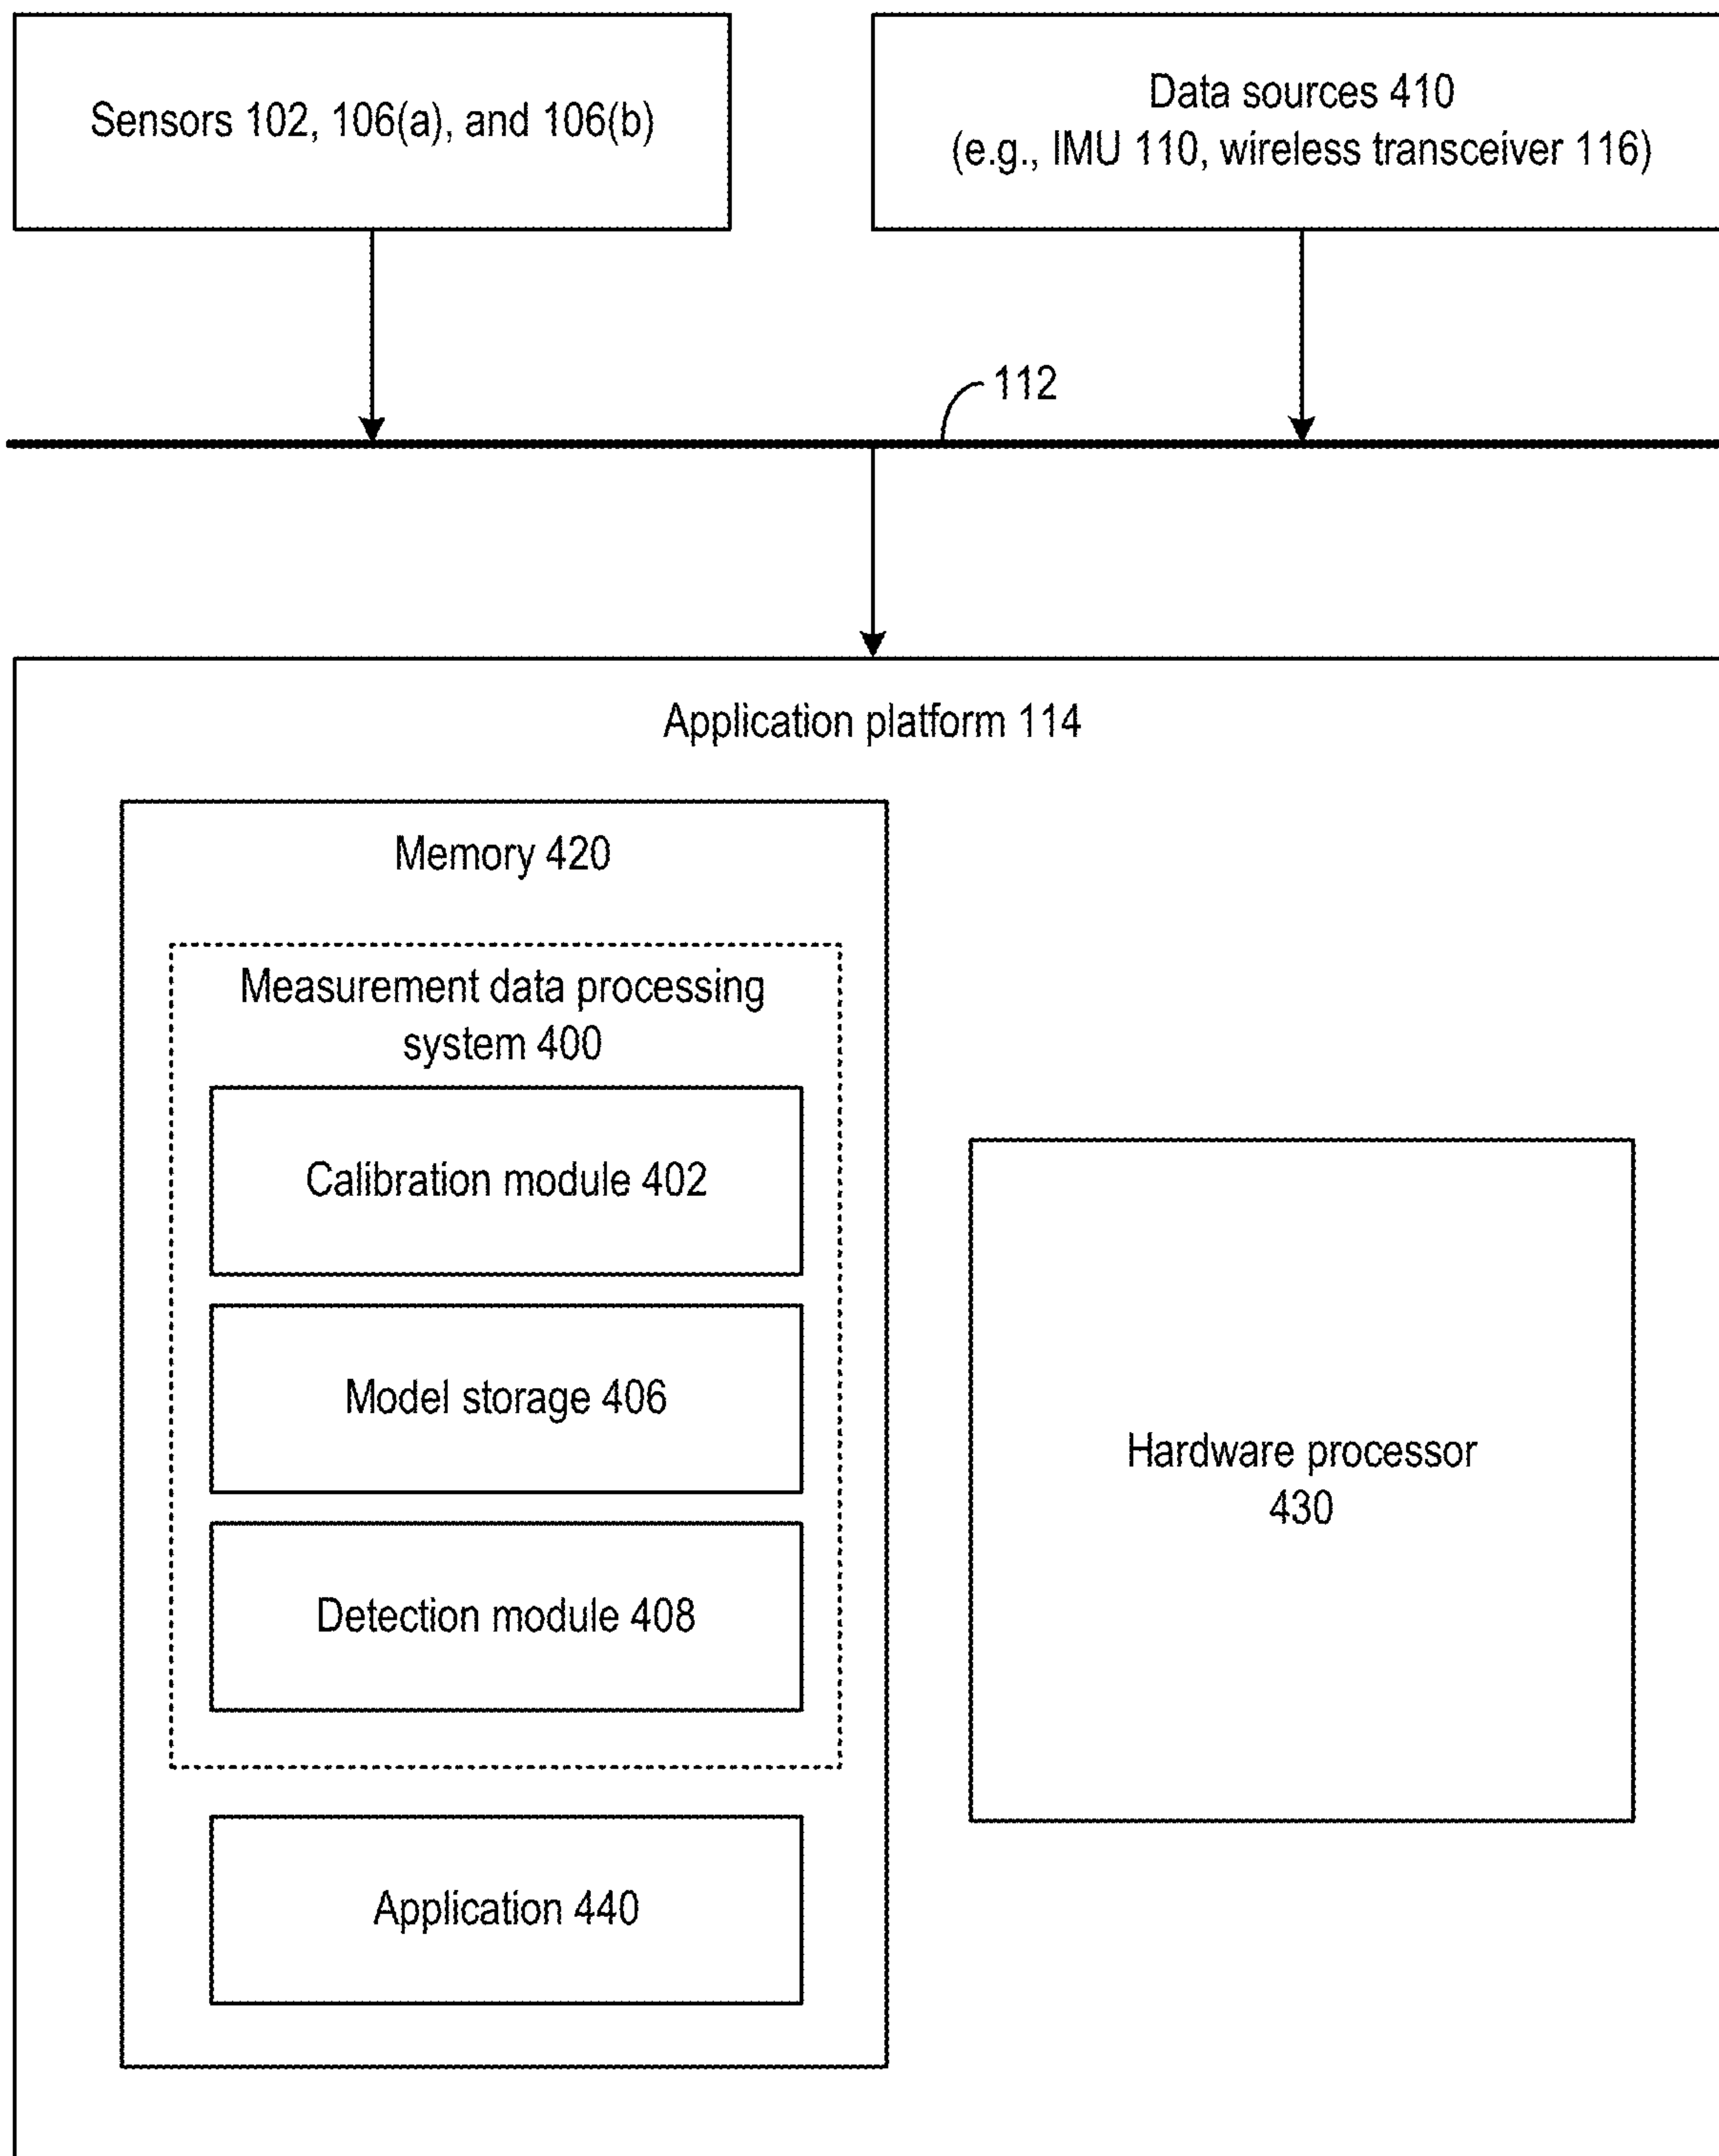 Sensors 102, 106(a), and 106(b)
Data sources 410
(e.g., IMU 110, wireless transceiver 116)
112
Application platform 114
Memory 420
Measurement data processing
system 400
Calibration module 402
Model storage 406
Detection module 408
Application 440
Hardware processor
430